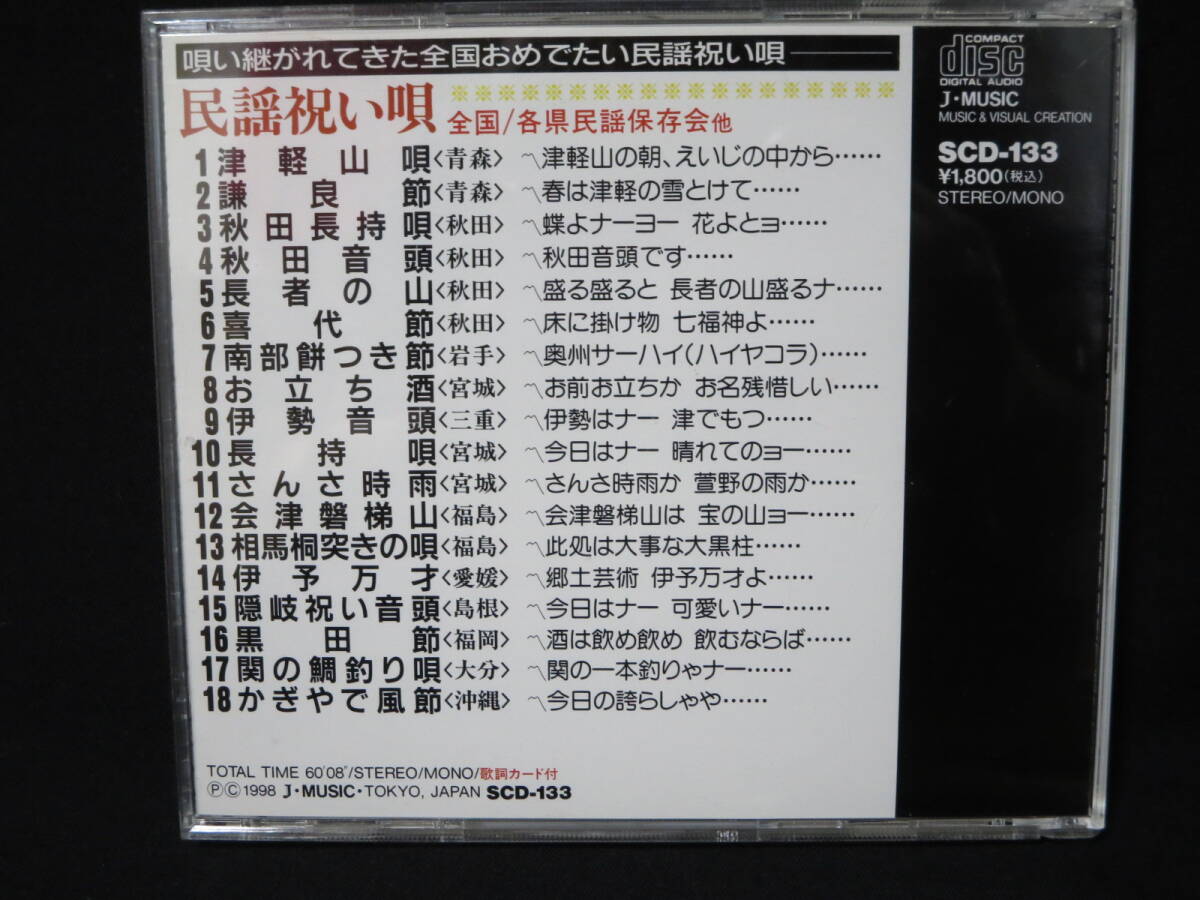 唄い継がれてきた全国おめでたい民謡祝い唄
民謡祝い唄 ※※※※※※※※※※※※※※※※※※※
全国/各県民謡保存会他
1 津軽山唄〈青森〉 〽津軽山の朝、えいじの中から……
2 謙良節〈青森〉 〽春は津軽の雪とけて……
3 秋田長持唄〈秋田〉 〽蝶よナーヨー 花よとョ……
4 秋田音頭〈秋田〉 〽秋田音頭です……
5 長者の山〈秋田〉 〽盛る盛ると 長者の山盛るナ……
6 喜代節〈秋田〉 〽床に掛け物 七福神よ……
7 南部餅つき節〈岩手〉 〽奥州サーハイ(ハイヤコラ)……
8 お立ち酒〈宮城〉 〽お前お立ちか お名残惜しい……
9 伊勢音頭〈三重〉 〽伊勢はナー 津でもつ……
10 長持唄〈宮城〉 〽今日はナー 晴れてのョー……
11 さんさ時雨〈宮城〉 〽さんさ時雨か 萱野の雨か……
12 会津磐梯山〈福島〉 〽会津磐梯山は 宝の山ョー……
13 相馬桐突きの唄〈福島〉 〽此処は大事な大黒柱……
14 伊予万才〈愛媛〉 〽郷土芸術 伊予万才よ……
15 隠岐祝い音頭〈島根〉 〽今日はナー 可愛いナー……
16 黒田節〈福岡〉 〽酒は飲め飲め 飲むならば……
17 関の鯛釣り唄〈大分〉 〽関の一本釣りゃナー……
18 かぎやで風節〈沖縄〉 〽今日の誇らしゃや……
TOTAL TIME 60'08"/STEREO/MONO/歌詞カード付
ⓅⒸ1998 J・MUSIC・TOKYO, JAPAN SCD-133
COMPACT
disc
DIGITAL AUDIO
J・MUSIC
MUSIC & VISUAL CREATION
SCD-133
¥1,800(税込)
STEREO/MONO